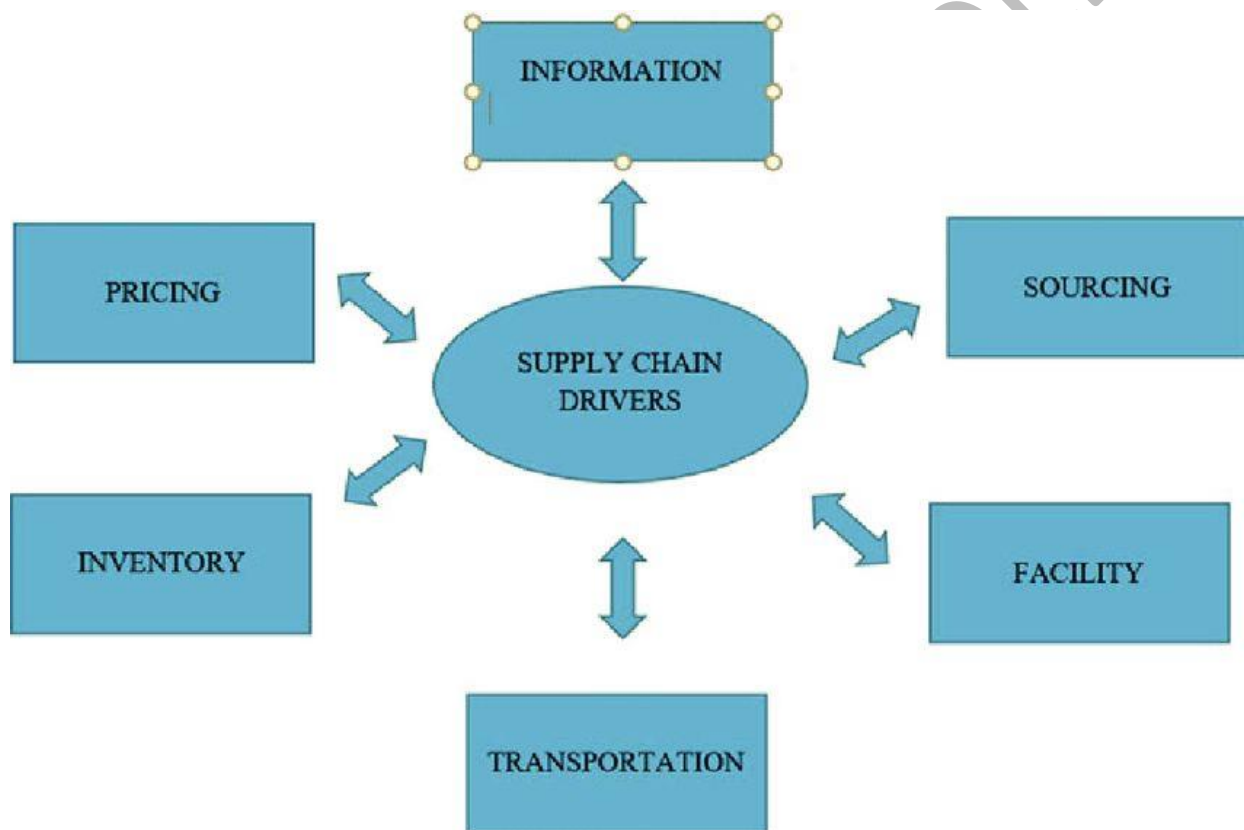 INFORMATION
PRICING
SOURCING
SUPPLY CHAIN
DRIVERS
INVENTORY
FACILITY
TRANSPORTATION